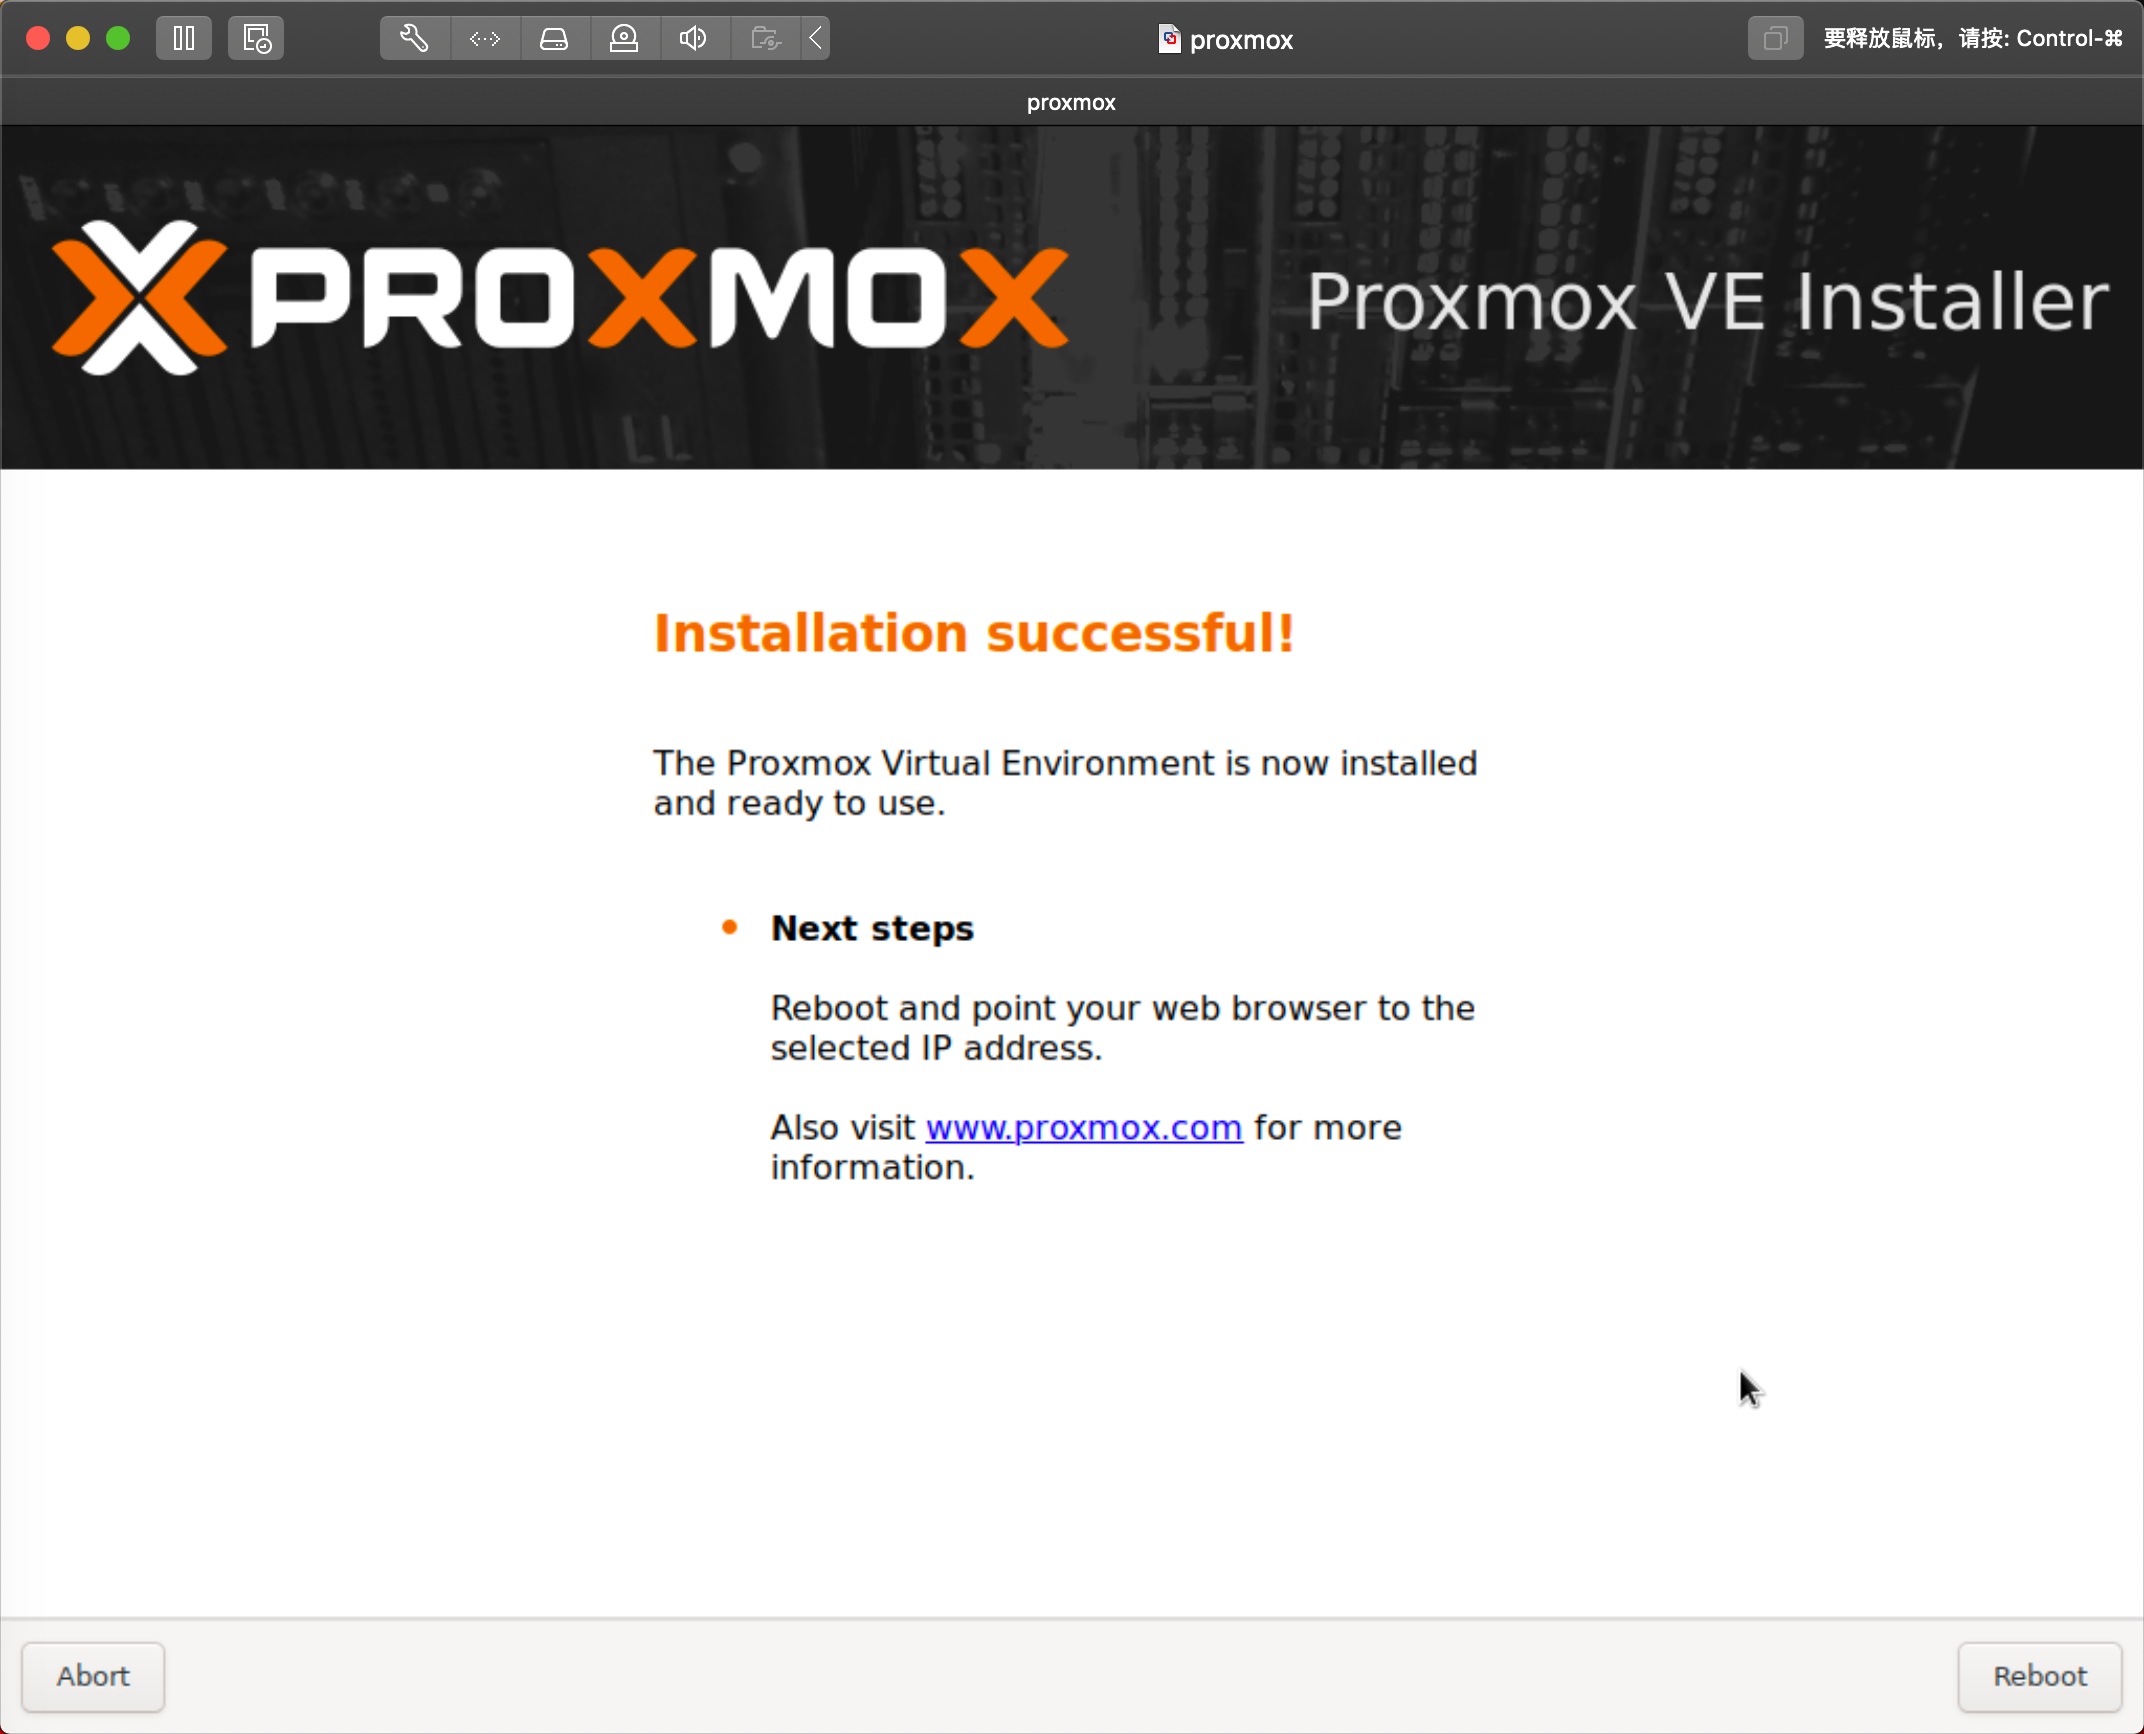 proxmox
要释放鼠标，请按: Control-⌘
proxmox
PROXMOX
Proxmox VE Installer
Installation successful!
The Proxmox Virtual Environment is now installed
and ready to use.
Next steps
Reboot and point your web browser to the
selected IP address.
Also visit www.proxmox.com for more
information.
Abort
Reboot